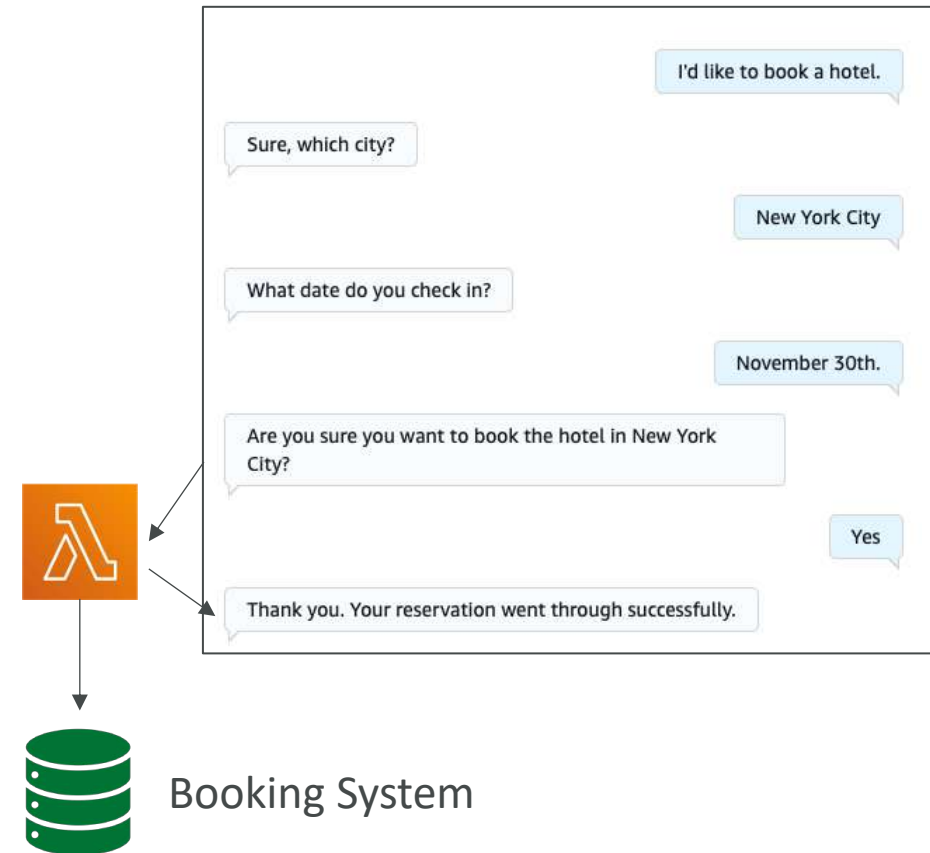 I'd like to book a hotel.
Sure, which city?
New York City
What date do you check in?
November 30th.
Are you sure you want to book the hotel in New York
City?
Yes
Thank you. Your reservation went through successfully.
Booking System